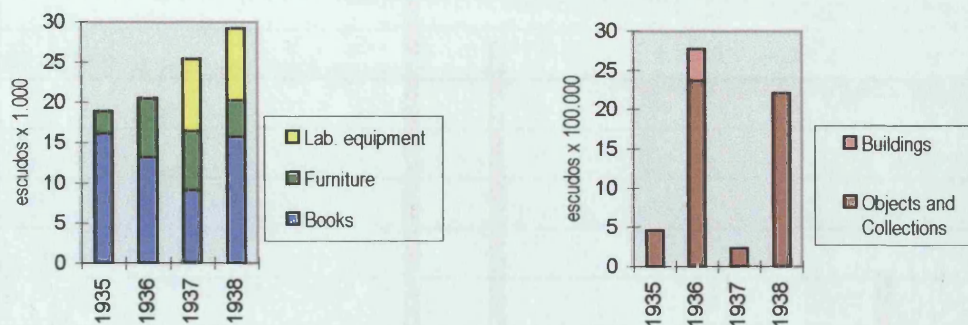 escudos x 1.000
30
25
20
15
10
5
0
1935
1936
1937
1938
Lab. equipment
Furniture
Books
escudos x 100.000
30
25
20
15
10
5
0
1935
1936
1937
1938
Buildings
Objects and
Collections